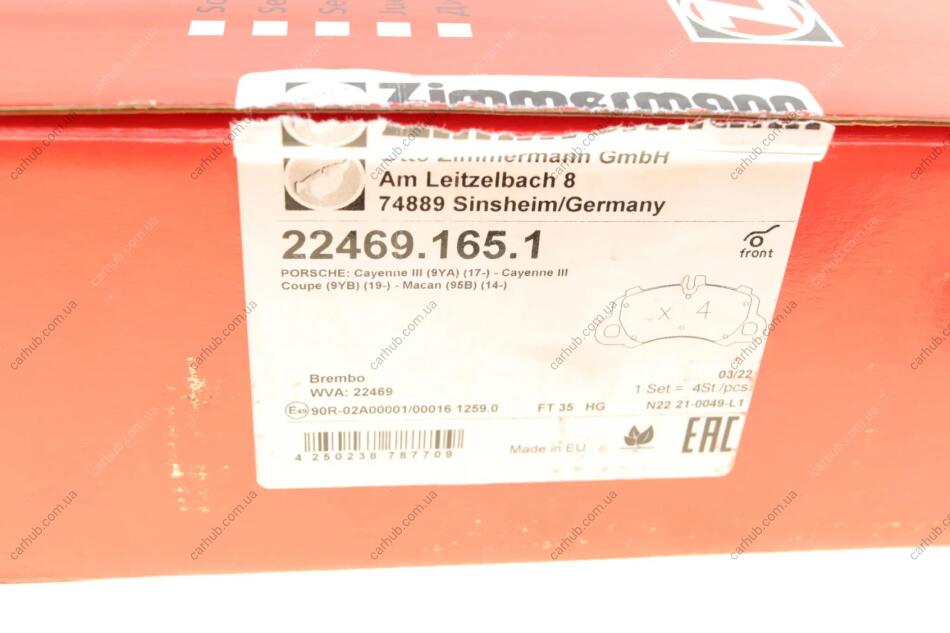 Zimmermann
Otto Zimmermann GmbH
Am Leitzelbach 8
74889 Sinsheim/Germany
22469.165.1
front
PORSCHE: Cayenne III (9YA) (17-) - Cayenne III
Coupe (9YB) (19-) - Macan (95B) (14-)
x 4
Brembo
WVA: 22469
03/22
1 Set = 4St./pcs.
E49 90R-02A00001/00016 1259.0 FT 35 HG N22 21-0049-L1
4 250238 787709
Made in EU
EAC
carhub.com.ua